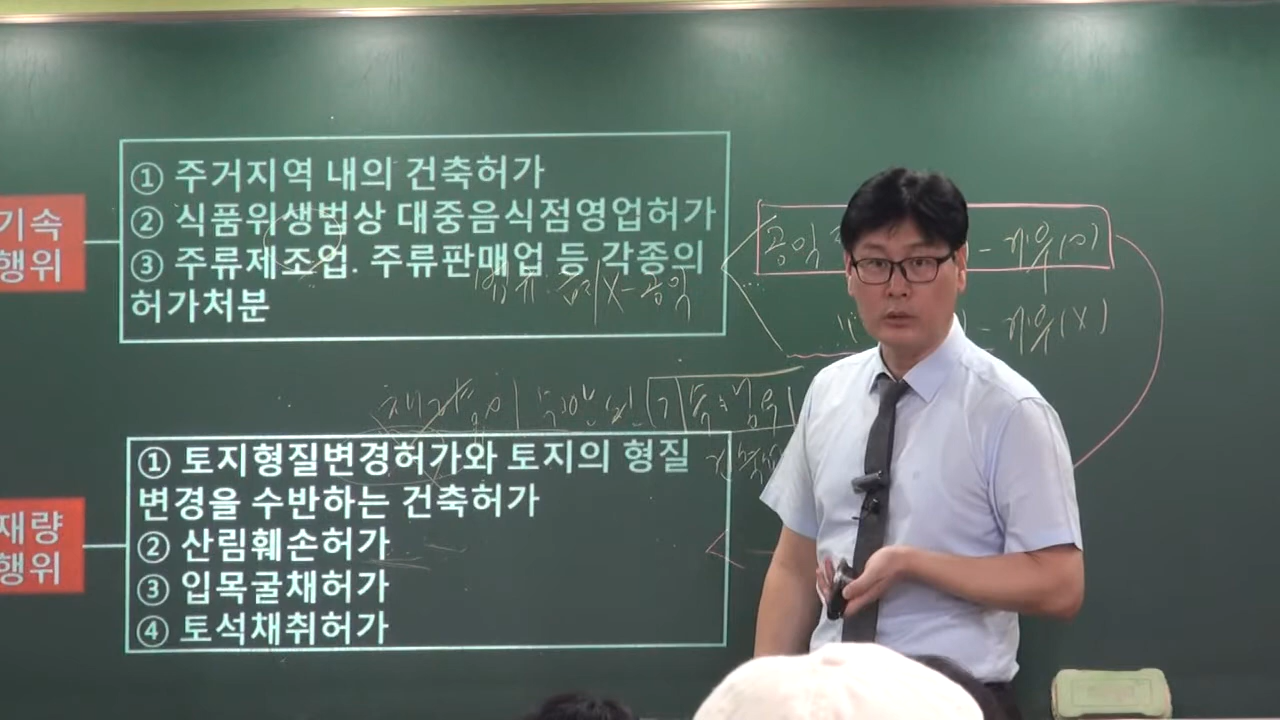 기속
행위
① 주거지역 내의 건축허가
② 식품위생법상 대중음식점영업허가
③ 주류제조업. 주류판매업 등 각종의
허가처분
공익
재량
행위
① 토지형질변경허가와 토지의 형질
변경을 수반하는 건축허가
② 산림훼손허가
③ 입목굴채허가
④ 토석채취허가